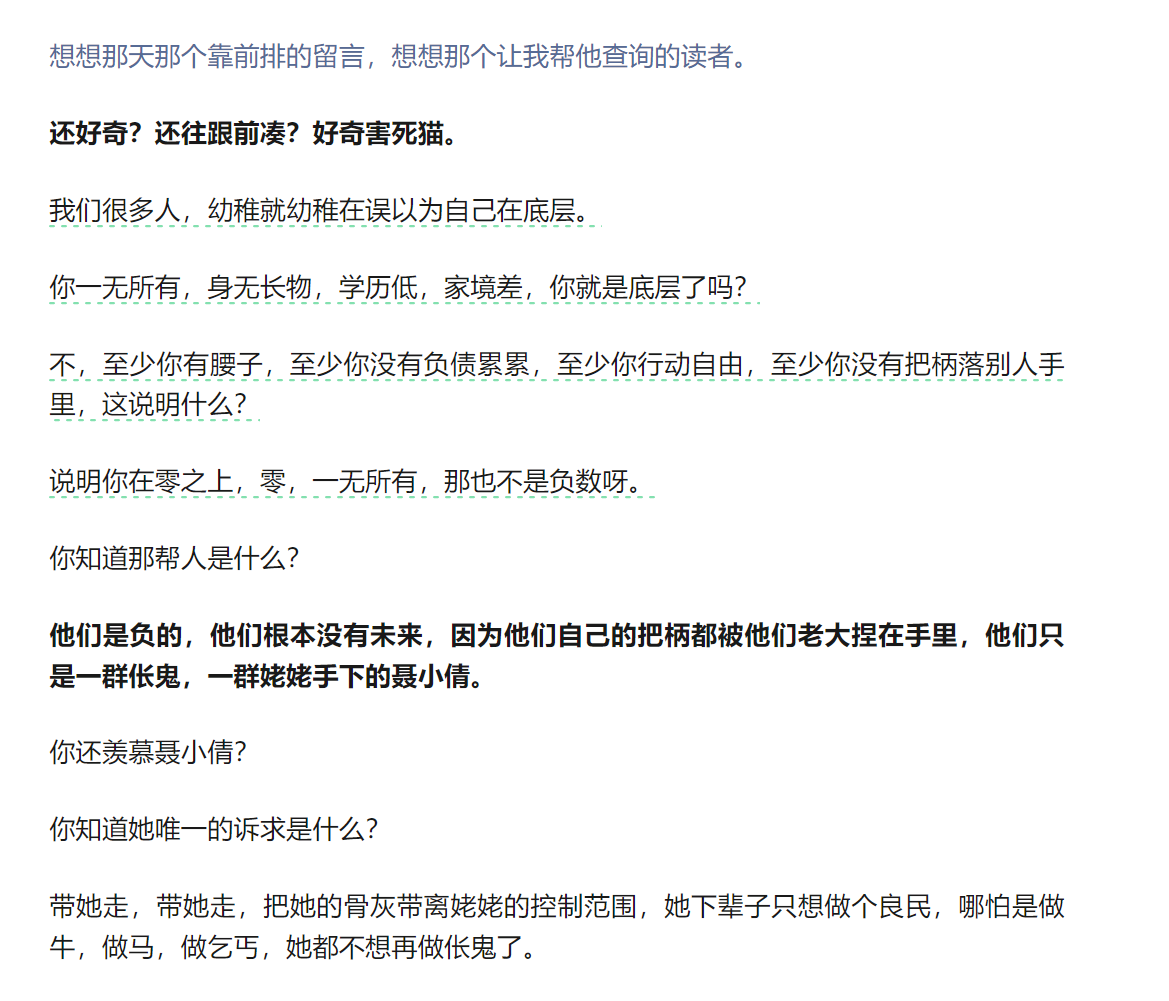 想想那天那个靠前排的留言，想想那个让我帮他查询的读者。
还好奇？还往跟前凑？好奇害死猫。
我们很多人，幼稚就幼稚在误以为自己在底层。
你一无所有，身无长物，学历低，家境差，你就是底层了吗？
不，至少你有腰子，至少你没有负债累累，至少你行动自由，至少你没有把柄落别人手
里，这说明什么？
说明你在零之上，零，一无所有，那也不是负数呀。
你知道那帮人是什么？
他们是负的，他们根本没有未来，因为他们自己的把柄都被他们老大捏在手里，他们只
是一群伥鬼，一群姥姥手下的聂小倩。
你还羡慕聂小倩？
你知道她唯一的诉求是什么？
带她走，带她走，把她的骨灰带离姥姥的控制范围，她下辈子只想做个良民，哪怕是做
牛，做马，做乞丐，她都不想再做伥鬼了。